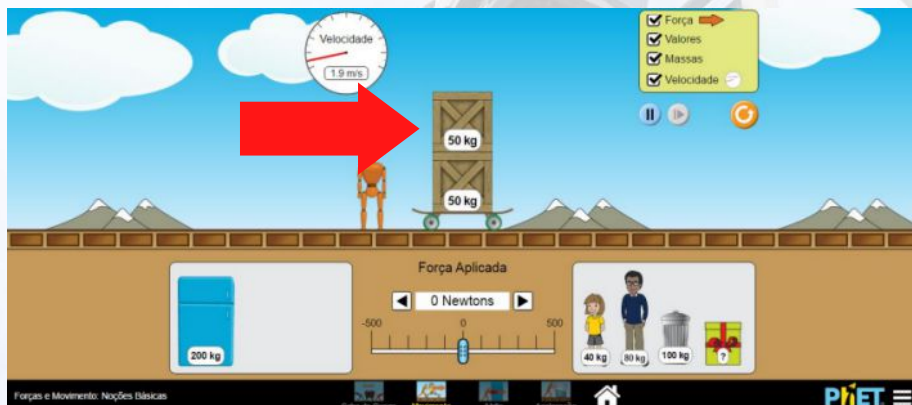 Velocidade
1.9 m/s
Força
Valores
Massas
Velocidade
50 kg
50 kg
Força Aplicada
0 Newtons
-500 0 500
200 kg
40 kg 80 kg 100 kg ?
Forças e Movimento: Noções Básicas
PhET